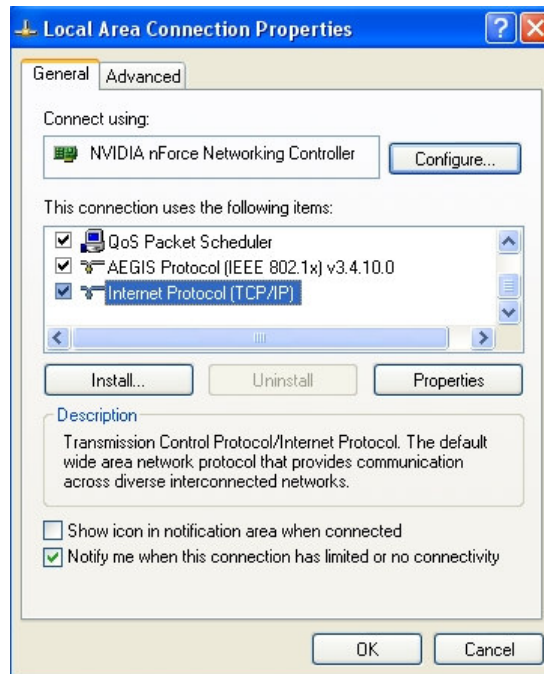 Local Area Connection Properties
General
Advanced
Connect using:
NVIDIA nForce Networking Controller
Configure...
This connection uses the following items:
QoS Packet Scheduler
AEGIS Protocol (IEEE 802.1x) v3.4.10.0
Internet Protocol (TCP/IP)
Install...
Uninstall
Properties
Description
Transmission Control Protocol/Internet Protocol. The default
wide area network protocol that provides communication
across diverse interconnected networks.
Show icon in notification area when connected
Notify me when this connection has limited or no connectivity
OK
Cancel